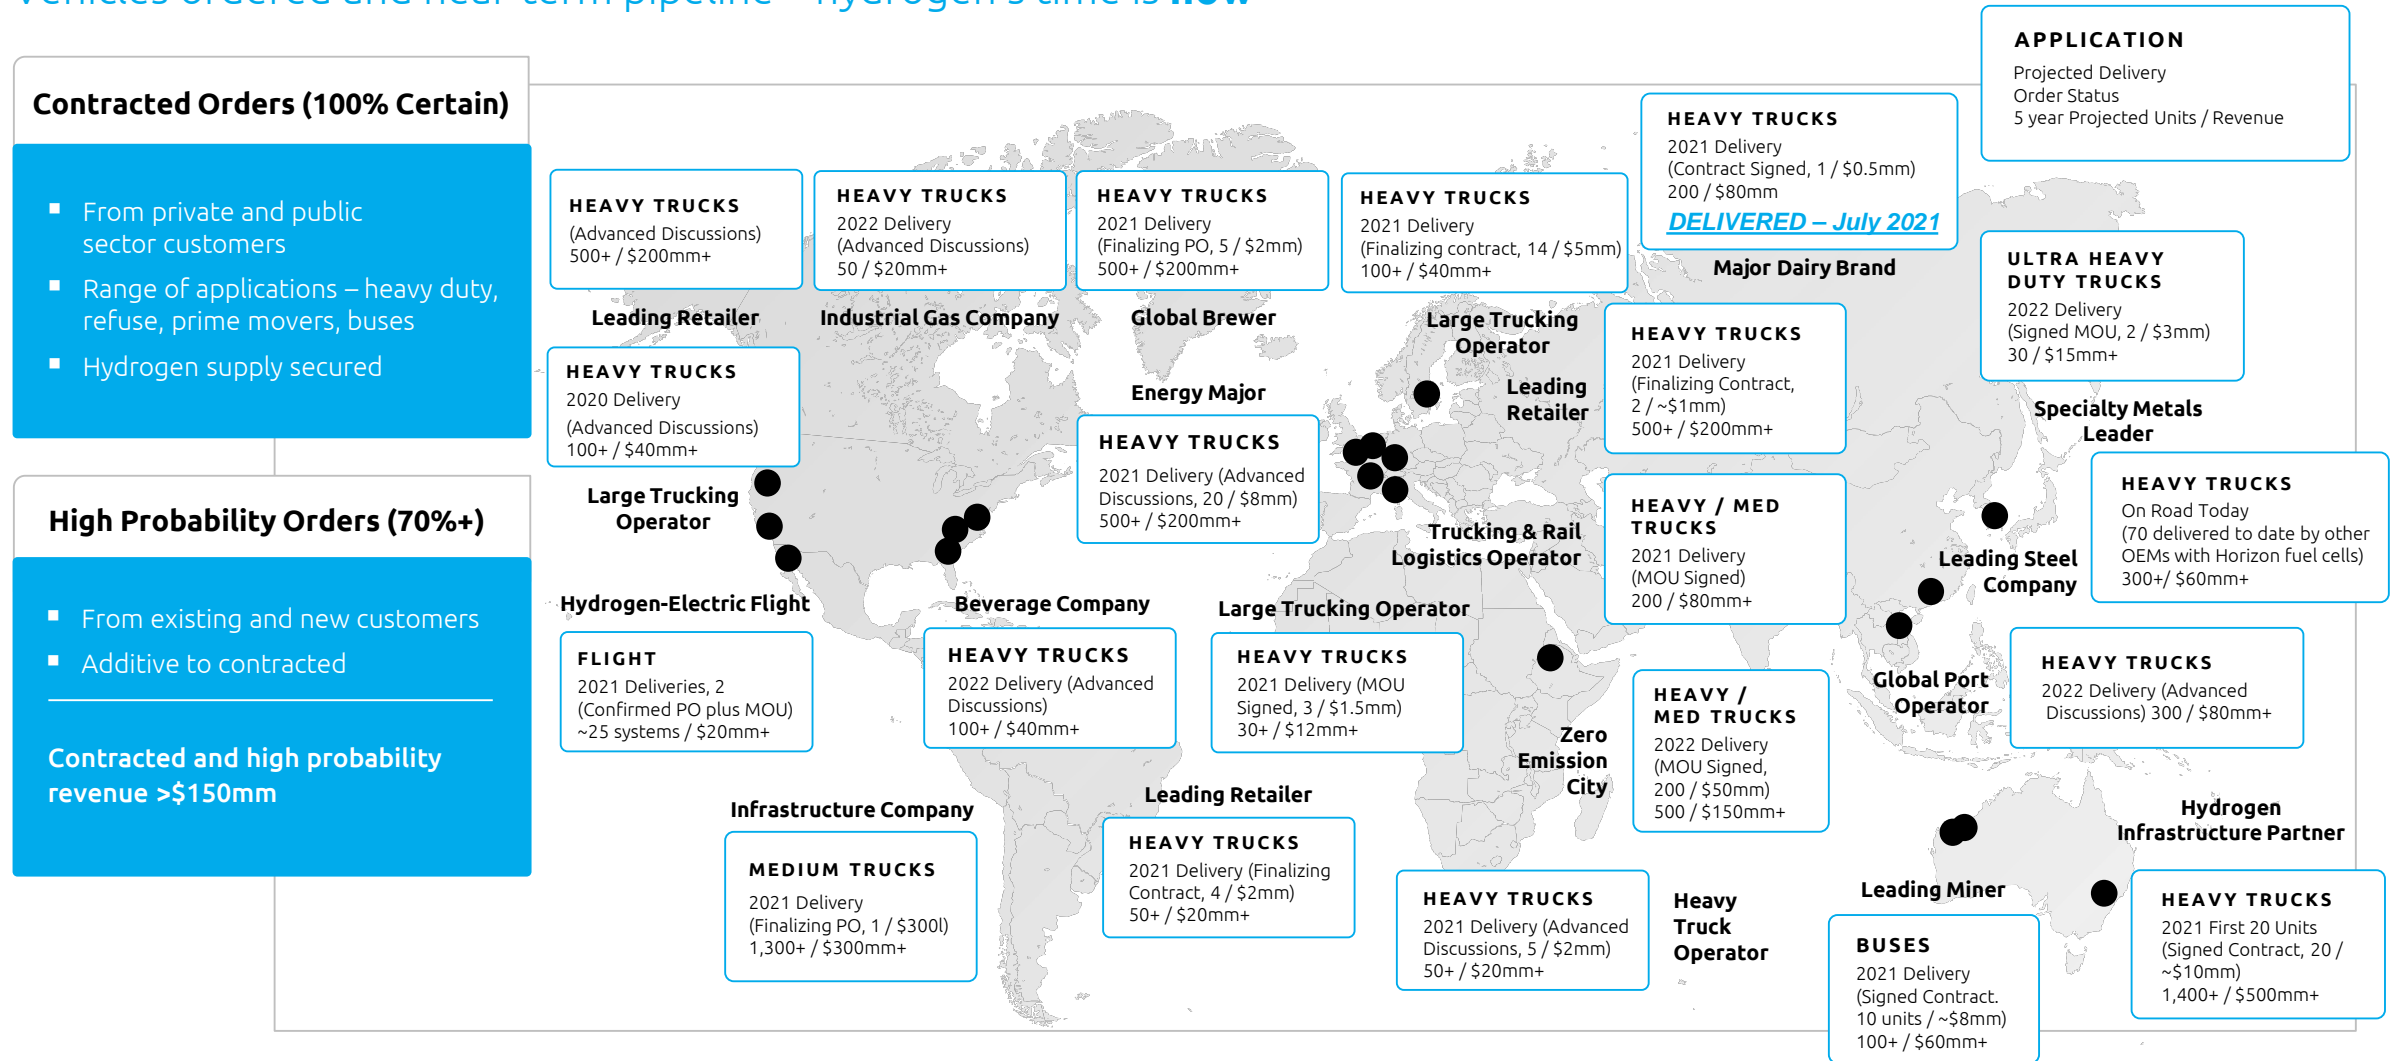 Vehicles ordered and near-term pipeline – hydrogen's time is now
APPLICATION
Projected Delivery
Order Status
5 year Projected Units / Revenue
Contracted Orders (100% Certain)
From private and public
sector customers
Range of applications – heavy duty,
refuse, prime movers, buses
Hydrogen supply secured
High Probability Orders (70%+)
From existing and new customers
Additive to contracted
Contracted and high probability
revenue >$150mm
HEAVY TRUCKS
(Advanced Discussions)
500+ / $200mm+
Leading Retailer
HEAVY TRUCKS
2022 Delivery
(Advanced Discussions)
50 / $20mm+
Industrial Gas Company
HEAVY TRUCKS
2021 Delivery
(Finalizing PO, 5 / $2mm)
500+ / $200mm+
Global Brewer
HEAVY TRUCKS
2021 Delivery
(Finalizing contract, 14 / $5mm)
100+ / $40mm+
Large Trucking
Operator
HEAVY TRUCKS
2021 Delivery
(Contract Signed, 1 / $0.5mm)
200 / $80mm
DELIVERED – July 2021
Major Dairy Brand
ULTRA HEAVY
DUTY TRUCKS
2022 Delivery
(Signed MOU, 2 / $3mm)
30 / $15mm+
Specialty Metals
Leader
HEAVY TRUCKS
2020 Delivery
(Advanced Discussions)
100+ / $40mm+
Large Trucking
Operator
Energy Major
HEAVY TRUCKS
2021 Delivery (Advanced
Discussions, 20 / $8mm)
500+ / $200mm+
Leading
Retailer
HEAVY TRUCKS
2021 Delivery
(Finalizing Contract,
2 / ~$1mm)
500+ / $200mm+
Trucking & Rail
Logistics Operator
HEAVY / MED
TRUCKS
2021 Delivery
(MOU Signed)
200 / $80mm+
HEAVY TRUCKS
On Road Today
(70 delivered to date by other
OEMs with Horizon fuel cells)
300+/ $60mm+
Leading Steel
Company
Hydrogen-Electric Flight
FLIGHT
2021 Deliveries, 2
(Confirmed PO plus MOU)
~25 systems / $20mm+
Beverage Company
HEAVY TRUCKS
2022 Delivery (Advanced
Discussions)
100+ / $40mm+
Large Trucking Operator
HEAVY TRUCKS
2021 Delivery (MOU
Signed, 3 / $1.5mm)
30+ / $12mm+
Zero
Emission
City
HEAVY /
MED TRUCKS
2022 Delivery
(MOU Signed,
200 / $50mm)
500 / $150mm+
Global Port
Operator
HEAVY TRUCKS
2022 Delivery (Advanced
Discussions) 300 / $80mm+
Infrastructure Company
MEDIUM TRUCKS
2021 Delivery
(Finalizing PO, 1 / $300l)
1,300+ / $300mm+
Leading Retailer
HEAVY TRUCKS
2021 Delivery (Finalizing
Contract, 4 / $2mm)
50+ / $20mm+
HEAVY TRUCKS
2021 Delivery (Advanced
Discussions, 5 / $2mm)
50+ / $20mm+
Heavy
Truck
Operator
Leading Miner
BUSES
2021 Delivery
(Signed Contract.
10 units / ~$8mm)
100+ / $60mm+
Hydrogen
Infrastructure Partner
HEAVY TRUCKS
2021 First 20 Units
(Signed Contract, 20 /
~$10mm)
1,400+ / $500mm+